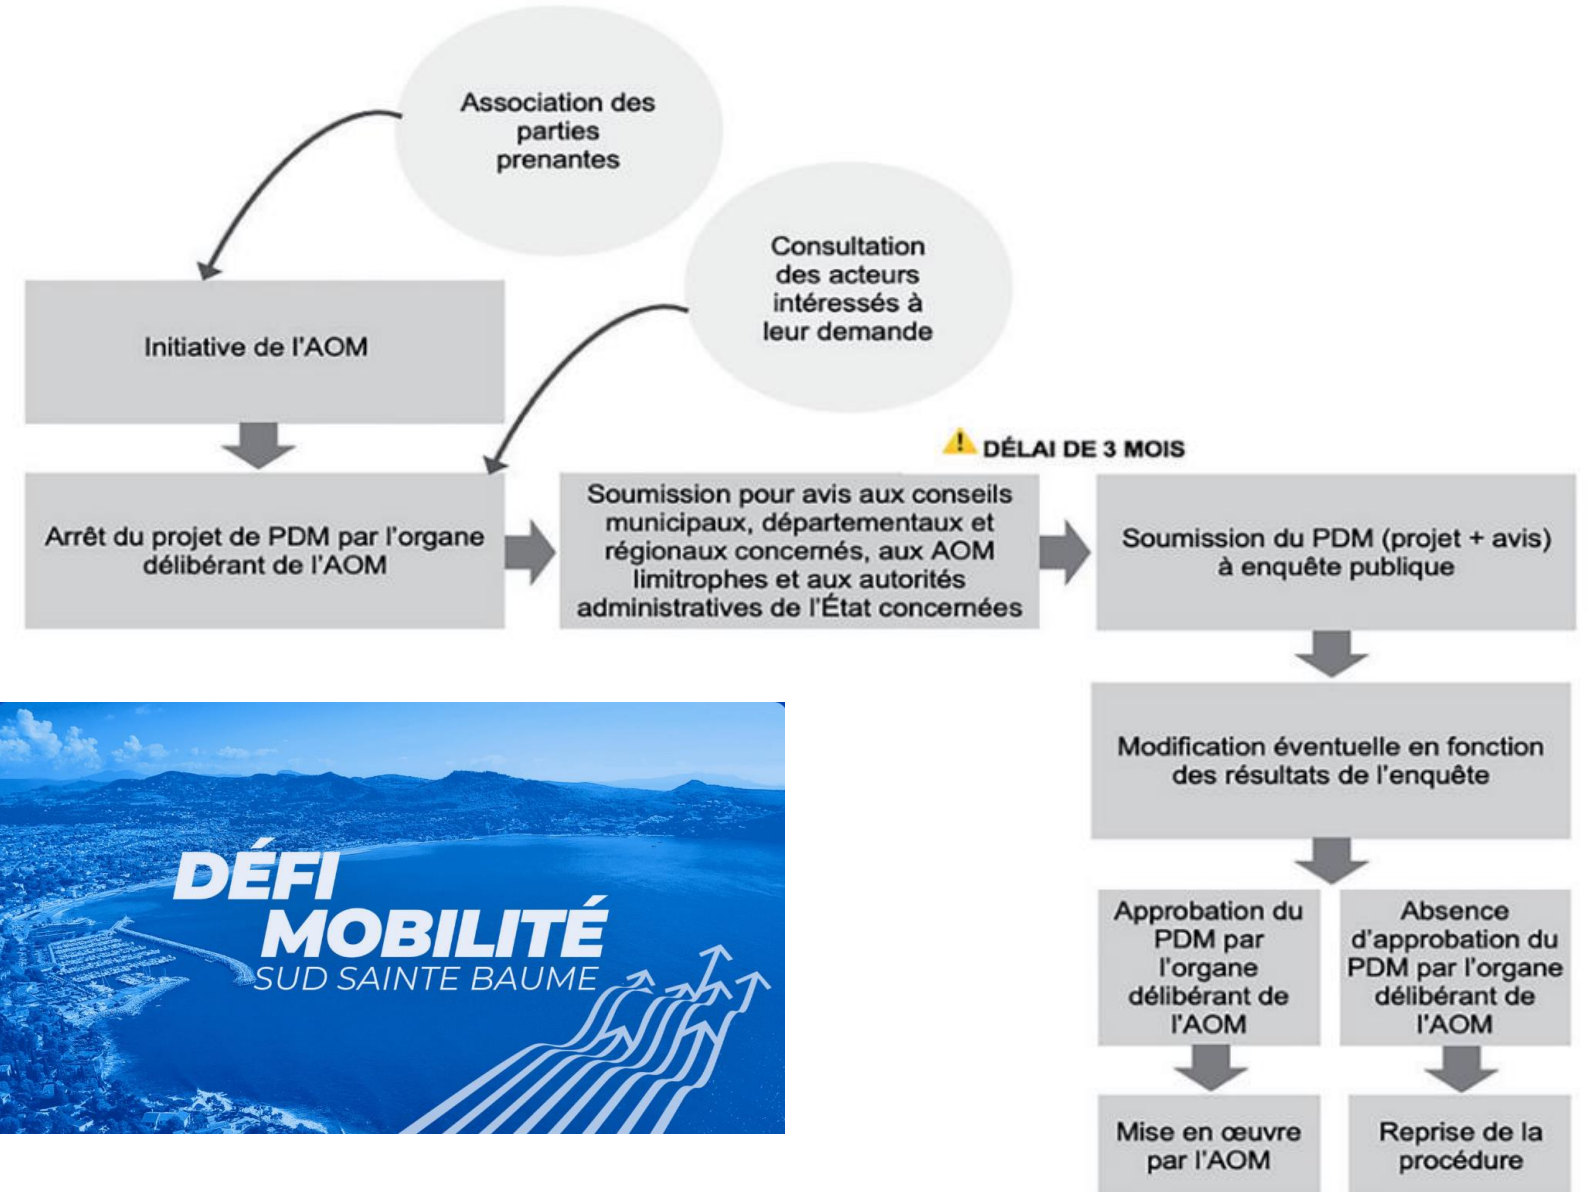 Association des
parties
prenantes
Consultation
des acteurs
intéressés à
leur demande
Initiative de l'AOM
DÉLAI DE 3 MOIS
Arrêt du projet de PDM par l'organe
délibérant de l'AOM
Soumission pour avis aux conseils
municipaux, départementaux et
régionaux concernés, aux AOM
limitrophes et aux autorités
administratives de l'État concernées
Soumission du PDM (projet + avis)
à enquête publique
Modification éventuelle en fonction
des résultats de l'enquête
Approbation du
PDM par
l'organe
délibérant de
l'AOM
Absence
d'approbation du
PDM par l'organe
délibérant de
l'AOM
Mise en œuvre
par l'AOM
Reprise de la
procédure
DÉFI
MOBILITÉ
SUD SAINTE BAUME